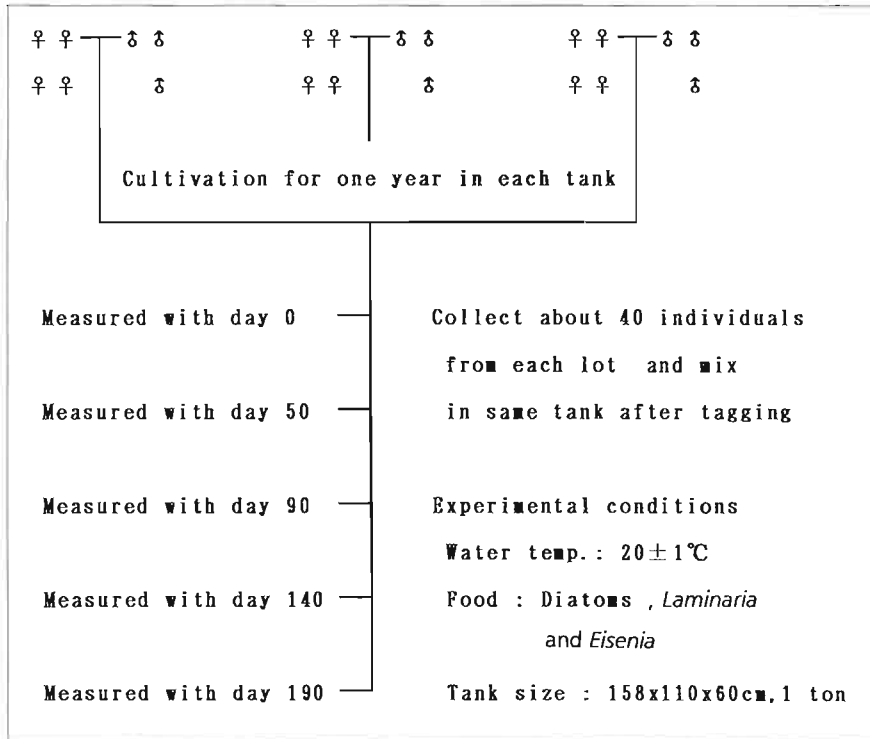 ♀ ♀ ♂ ♂ ♀ ♀ ♂ ♂ ♀ ♀ ♂ ♂
♀ ♀ ♂ ♀ ♀ ♂ ♀ ♀ ♂
Cultivation for one year in each tank
Measured with day 0
Collect about 40 individuals
from each lot and mix
in same tank after tagging
Measured with day 50
Measured with day 90
Experimental conditions
Water temp.: 20±1℃
Food : Diatoms , Laminaria
and Eisenia
Measured with day 140
Measured with day 190
Tank size : 158x110x60cm, 1 ton